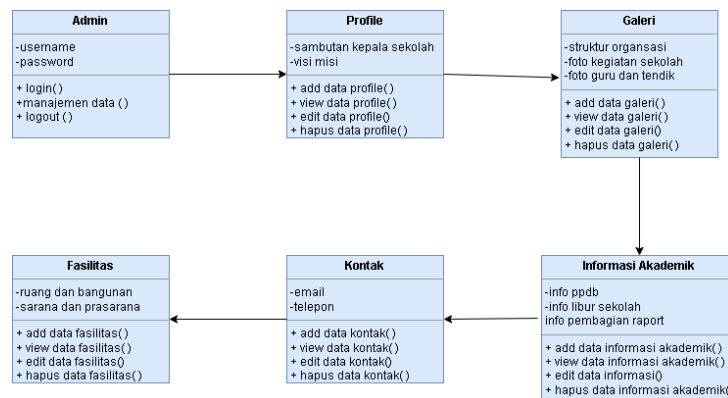 Admin
-username
-password
+ login()
+manajemen data ()
+ logout ()
Profile
-sambutan kepala sekolah
-visi misi
+ add data profile()
+ view data profile()
+ edit data profile()
+ hapus data profile()
Galeri
-struktur organsasi
-foto kegiatan sekolah
-foto guru dan tendik
+ add data galeri()
+ view data galeri()
+ edit data galeri()
+ hapus data galeri()
Fasilitas
-ruang dan bangunan
-sarana dan prasarana
+ add data fasilitas()
+ view data fasilitas()
+ edit data fasilitas()
+ hapus data fasilitas()
Kontak
-email
-telepon
+ add data kontak()
+ view data kontak()
+ edit data kontak()
+ hapus data kontak()
Informasi Akademik
-info ppdb
-info libur sekolah
info pembagian raport
+ add data informasi akademik()
+ view data informasi akademik()
+ edit data informasi()
+ hapus data informasi akademik(